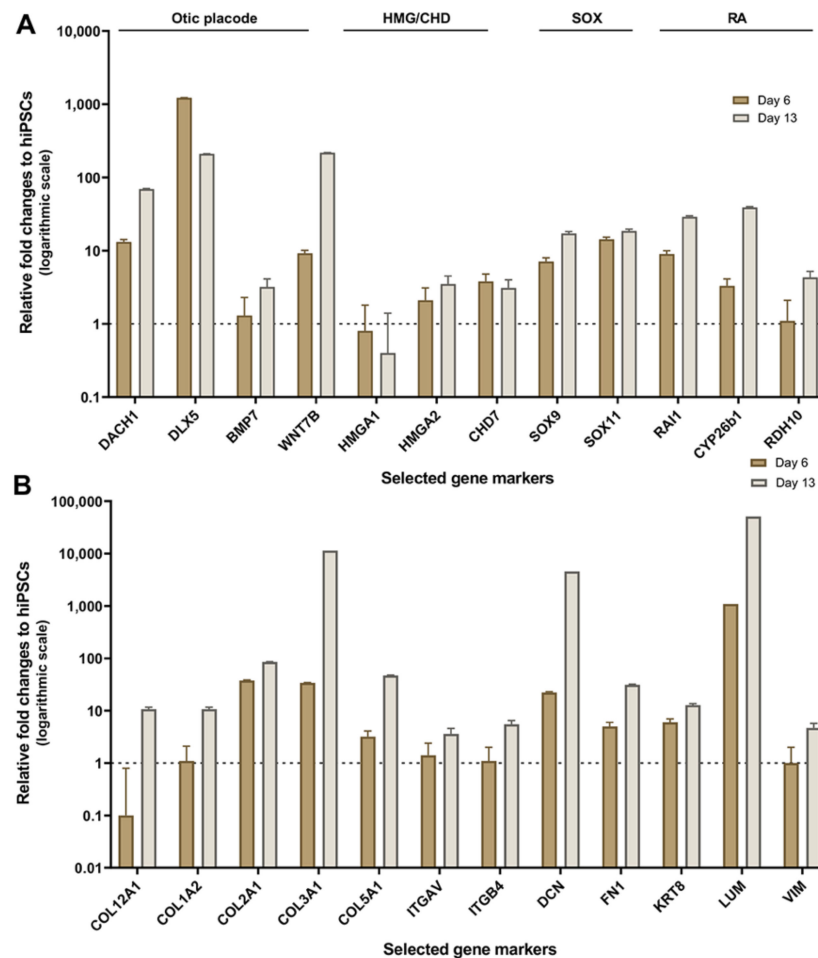 A
Otic placode HMG/CHD SOX RA
Relative fold changes to hiPSCs
(logarithmic scale)
10,000
1,000
100
10
1
0.1
Day 6
Day 13
DACH1 DLX5 BMP7 WNT7B HMGA1 HMGA2 CHD7 SOX9 SOX11 RAI1 CYP26b1 RDH10
Selected gene markers
B
Day 6
Day 13
Relative fold changes to hiPSCs
(logarithmic scale)
100,000
10,000
1,000
100
10
1
0.1
0.01
COL12A1 COL1A2 COL2A1 COL3A1 COL5A1 ITGAV ITGB4 DCN FN1 KRT8 LUM VIM
Selected gene markers